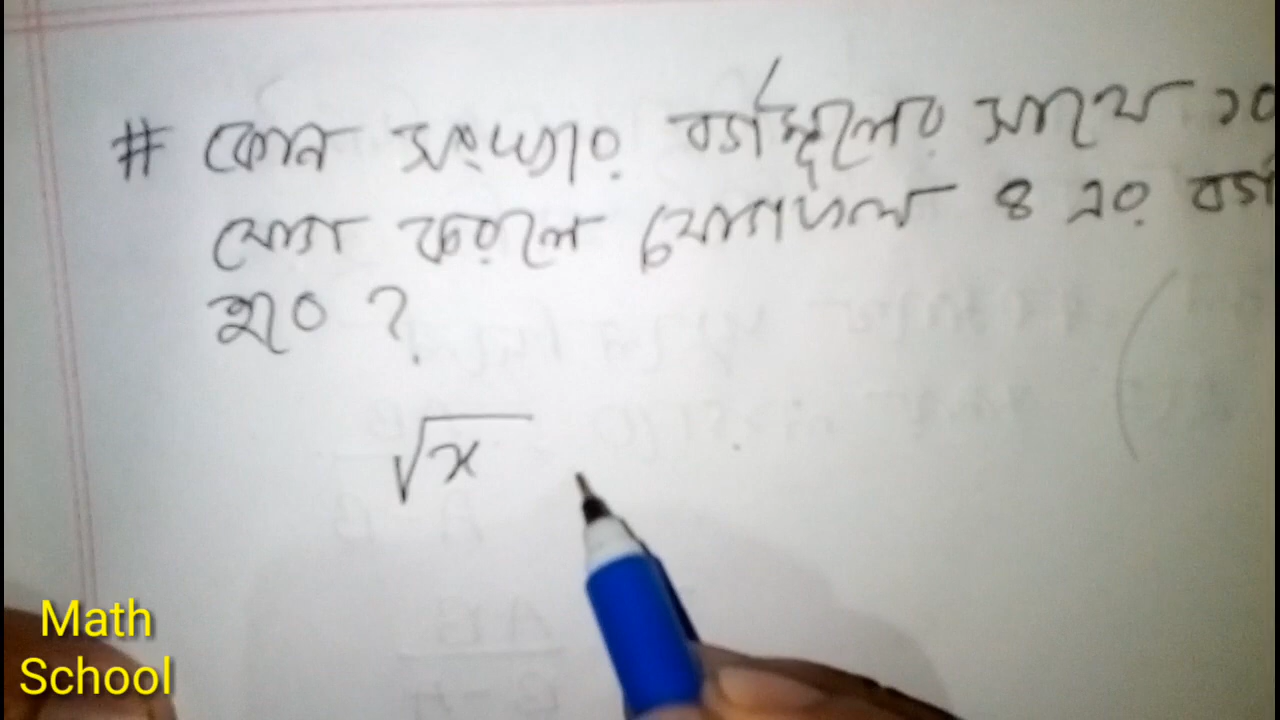 # কোন সংখ্যার বর্গমূলের সাথে ১০
যোগ করলে যোগফল ৪ এর বর্গ
হবে ?
√x
Math
School